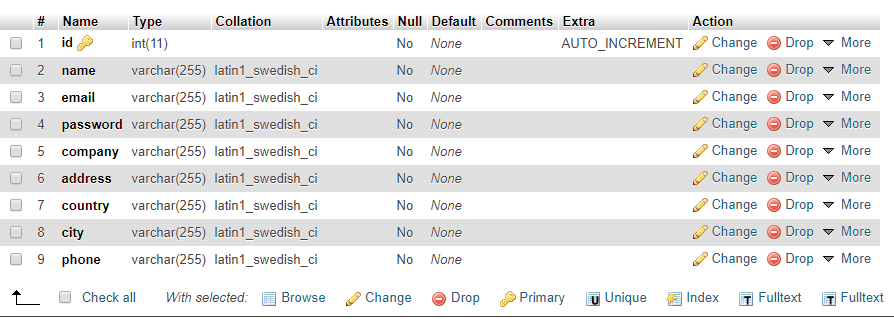 # Name Type Collation Attributes Null Default Comments Extra Action
1 id int(11) No None AUTO_INCREMENT Change Drop More
2 name varchar(255) latin1_swedish_ci No None Change Drop More
3 email varchar(255) latin1_swedish_ci No None Change Drop More
4 password varchar(255) latin1_swedish_ci No None Change Drop More
5 company varchar(255) latin1_swedish_ci No None Change Drop More
6 address varchar(255) latin1_swedish_ci No None Change Drop More
7 country varchar(255) latin1_swedish_ci No None Change Drop More
8 city varchar(255) latin1_swedish_ci No None Change Drop More
9 phone varchar(255) latin1_swedish_ci No None Change Drop More
Check all With selected: Browse Change Drop Primary U Unique Index T Fulltext T Fulltext